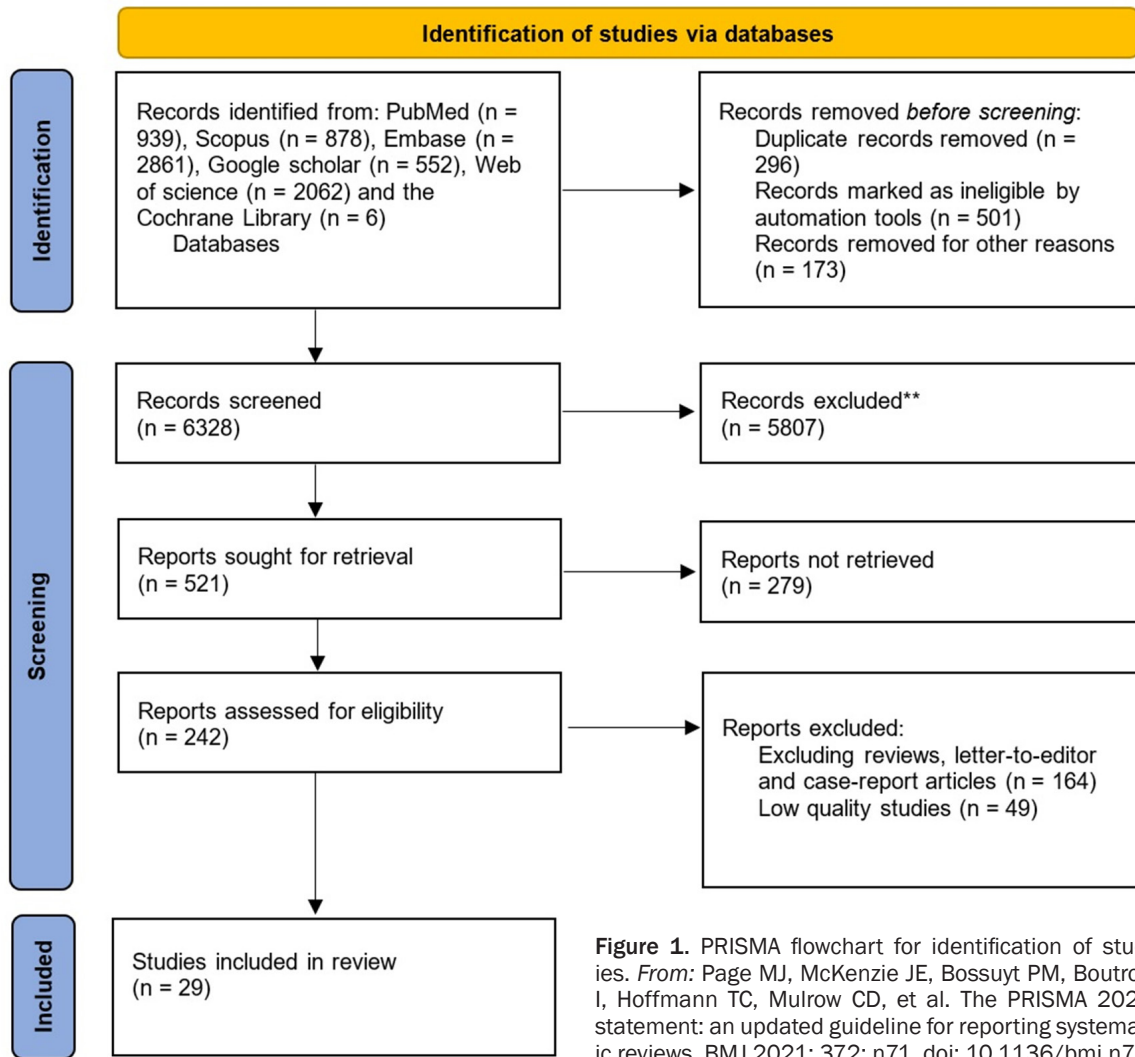 Identification of studies via databases
Identification
Records identified from: PubMed (n =
939), Scopus (n = 878), Embase (n =
2861), Google scholar (n = 552), Web
of science (n = 2062) and the
Cochrane Library (n = 6)
Databases
Records removed before screening:
Duplicate records removed (n =
296)
Records marked as ineligible by
automation tools (n = 501)
Records removed for other reasons
(n = 173)
Screening
Records screened
(n = 6328)
Records excluded**
(n = 5807)
Reports sought for retrieval
(n = 521)
Reports not retrieved
(n = 279)
Reports assessed for eligibility
(n = 242)
Reports excluded:
Excluding reviews, letter-to-editor
and case-report articles (n = 164)
Low quality studies (n = 49)
Included
Studies included in review
(n = 29)
Figure 1. PRISMA flowchart for identification of stu
ies. From: Page MJ, McKenzie JE, Bossuyt PM, Boutro
I, Hoffmann TC, Mulrow CD, et al. The PRISMA 202
statement: an updated guideline for reporting systema
ic reviews. BMJ 2021; 372: n71. doi: 10.1136/bmj.n7